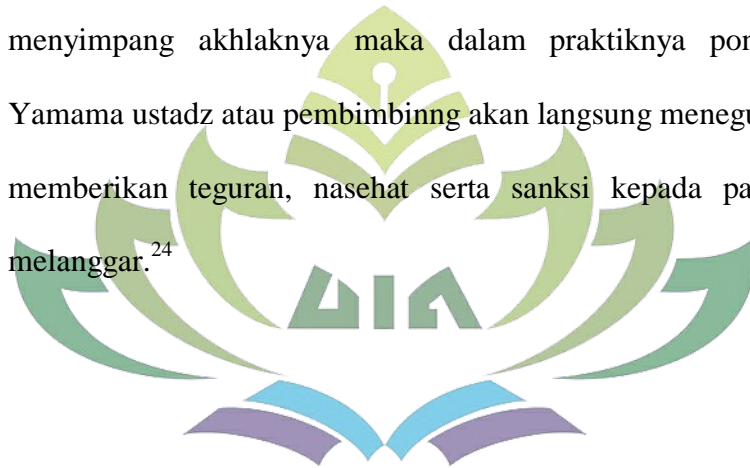 menyimpang akhlaknya maka dalam praktiknya pon
Yamama ustadz atau pembimbinng akan langsung menegu
memberikan teguran, nasehat serta sanksi kepada pa
melanggar.24
UIN